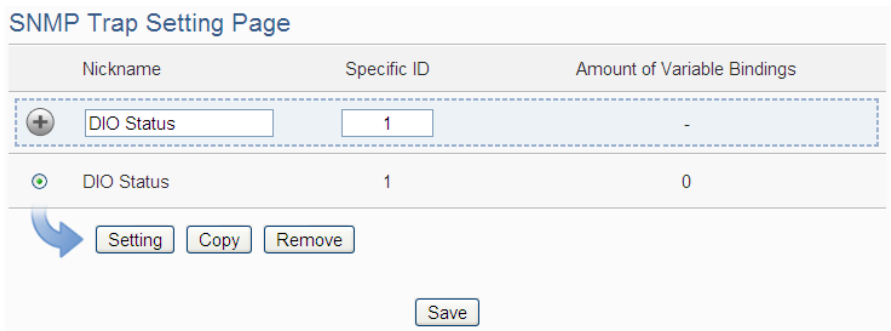 SNMP Trap Setting Page
Nickname Specific ID Amount of Variable Bindings
DIO Status 1 -
DIO Status 1 0
Setting Copy Remove
Save